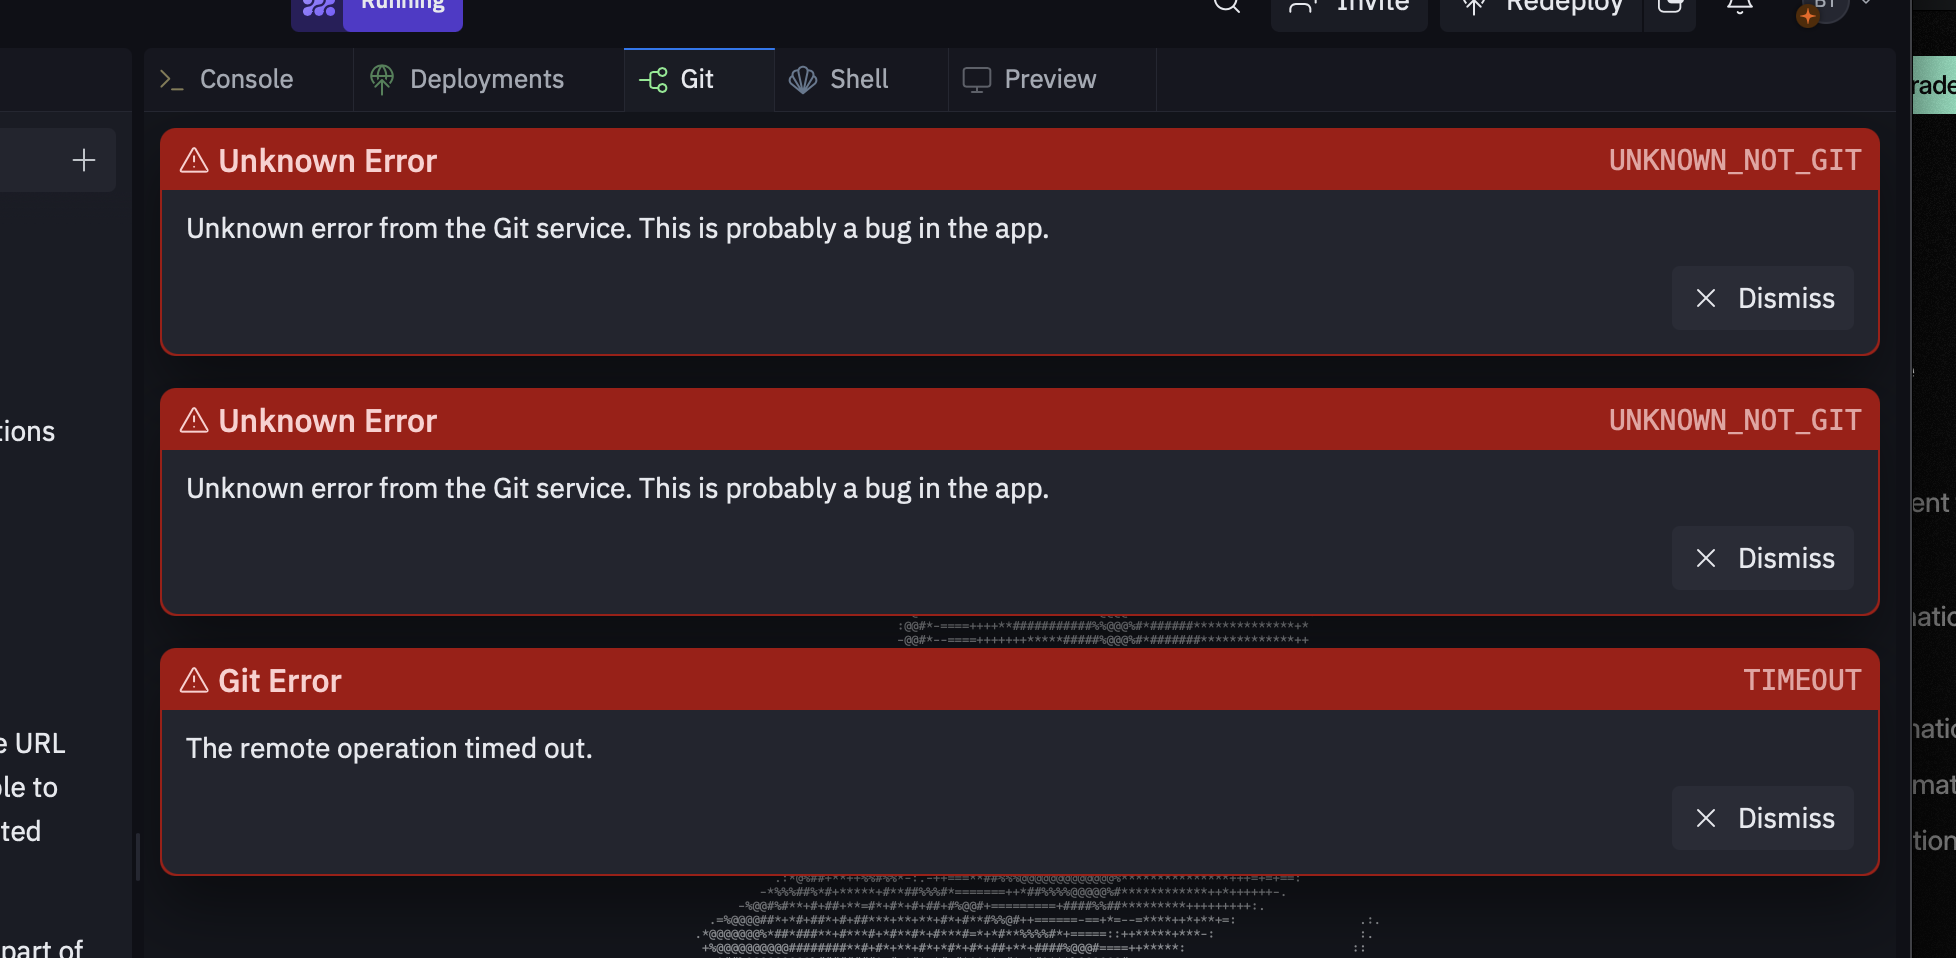 Running
Invite
Redeploy
BT
Console
Deployments
Git
Shell
Preview
Unknown Error
UNKNOWN_NOT_GIT
Unknown error from the Git service. This is probably a bug in the app.
Dismiss
Unknown Error
UNKNOWN_NOT_GIT
Unknown error from the Git service. This is probably a bug in the app.
Dismiss
Git Error
TIMEOUT
The remote operation timed out.
Dismiss
tions
e URL
le to
ted
part of
rade
ent
natic
natic
mat
tion